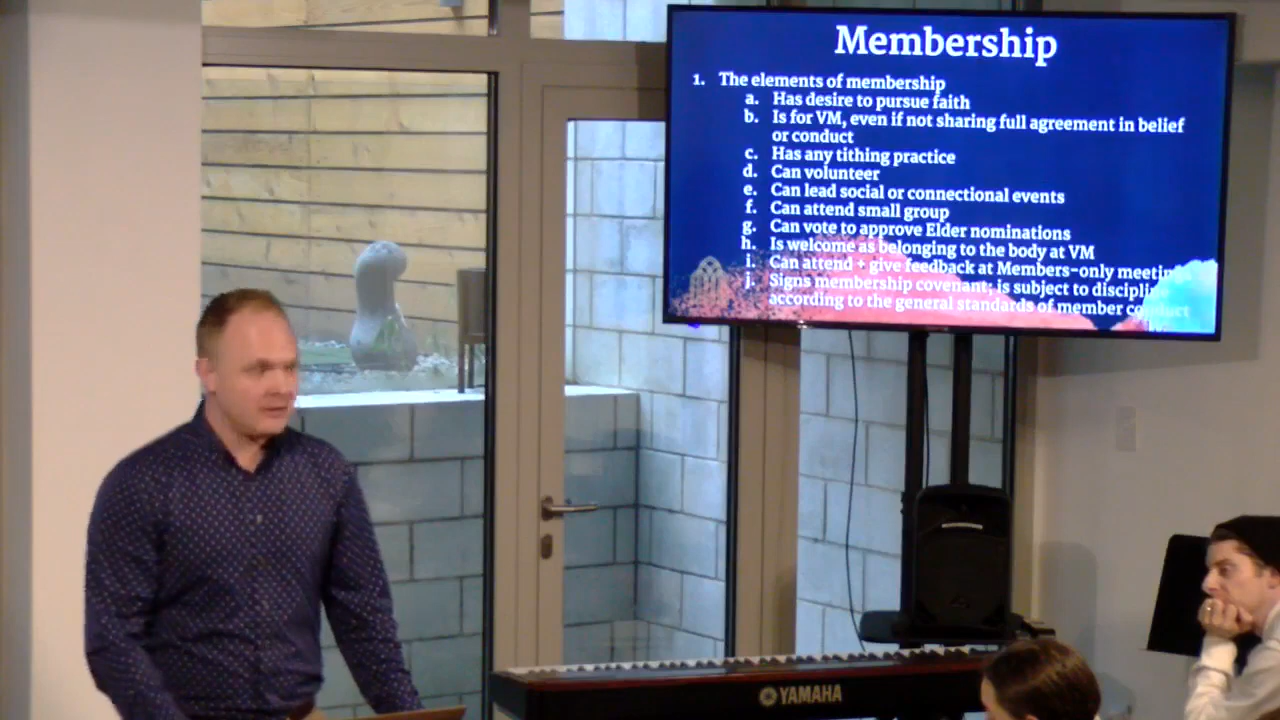 Membership
1. The elements of membership
a. Has desire to pursue faith
b. Is for VM, even if not sharing full agreement in belief
or conduct
c. Has any tithing practice
d. Can volunteer
e. Can lead social or connectional events
f. Can attend small group
g. Can vote to approve Elder nominations
h. Is welcome as belonging to the body at VM
i. Can attend + give feedback at Members-only meetin
j. Signs membership covenant; is subject to disciplin
according to the general standards of member conduct
YAMAHA